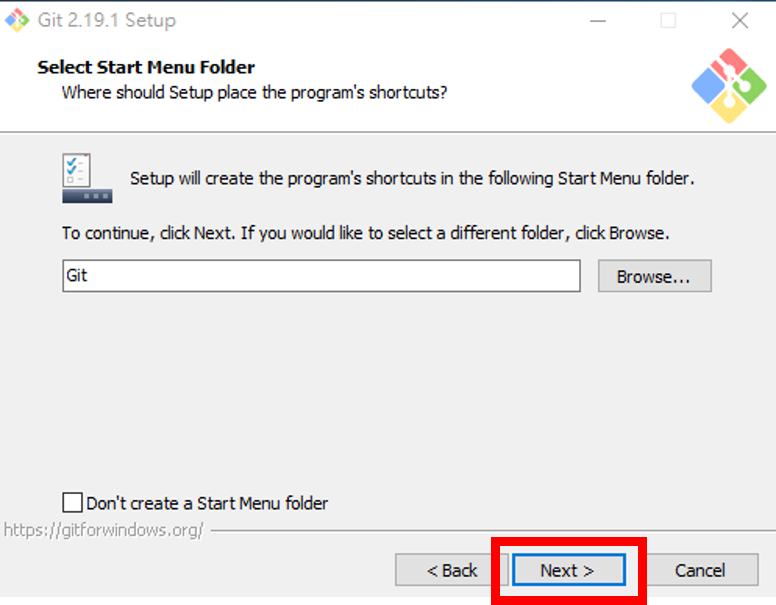 Git 2.19.1 Setup
Select Start Menu Folder
Where should Setup place the program's shortcuts?
Setup will create the program's shortcuts in the following Start Menu folder.
To continue, click Next. If you would like to select a different folder, click Browse.
Git
Browse...
Don't create a Start Menu folder
https://gitforwindows.org/
< Back
Next >
Cancel